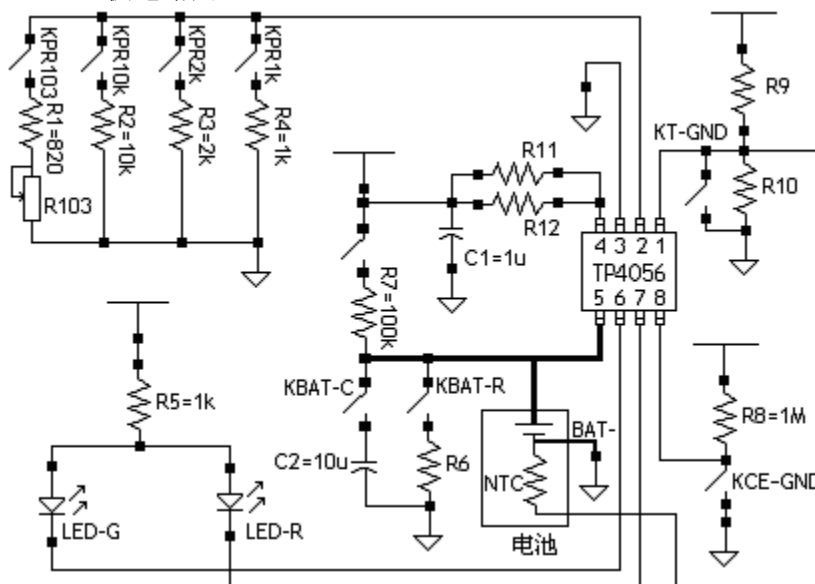 KPR103
KPR10k
KPR2k
KPR1k
R1=820
R2=10k
R3=2k
R4=1k
R103
R9
KT-GND
R11
R10
R12
C1=1u
4 3 2 1
TP4056
5 6 7 8
R7=100k
R5=1k
KBAT-C
KBAT-R
R8=1M
BAT-
C2=10u
R6
NTC
KCE-GND
LED-G
LED-R
电池